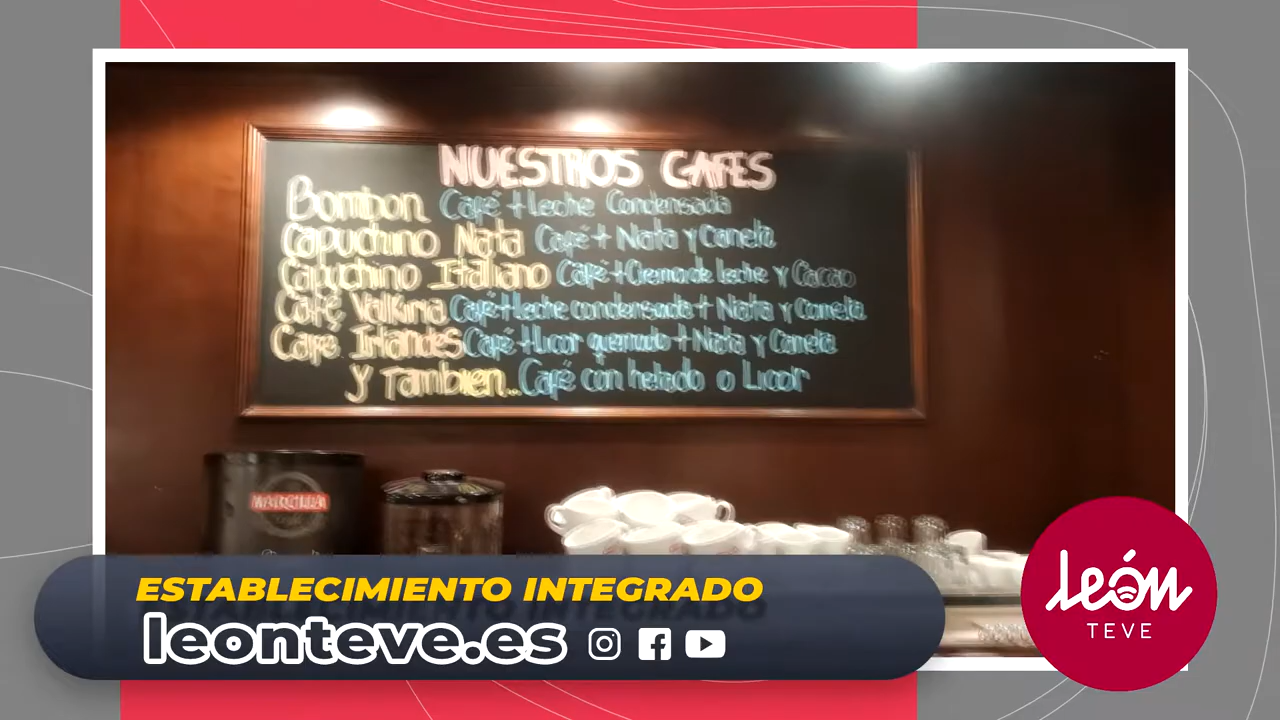 NUESTROS CAFES
Bombon Café + Leche Condensada
Capuchino Nata Café + Nata y Canela
Capuchino Italiano Café + Crema de leche y Cacao
Café Valkiria Café + leche condensada + Nata y Canela
Café Irlandes Café + Licor quemado + Nata y Canela
y Tambien... Café con helado o Licor
ESTABLECIMIENTO INTEGRADO
leonteve.es
león
TEVE